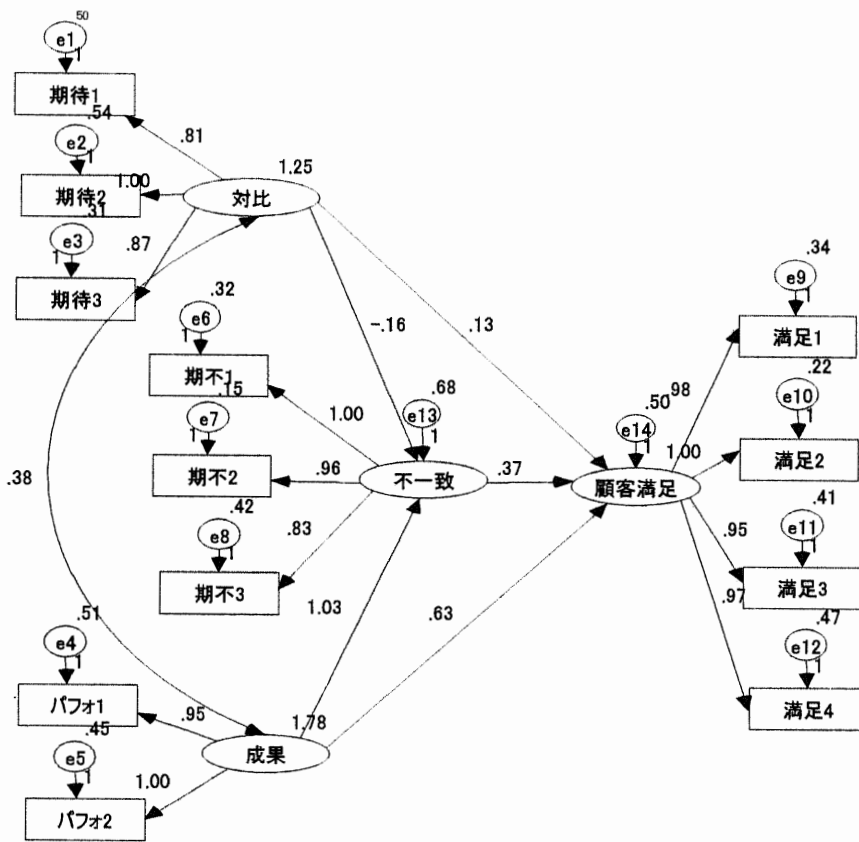 50
e1
1
期待1
.54
.81
e2
1
1.25
期待2
1.00
対比
.31
e3
.87
1
期待3
.34
e9
1
.32
e6
-.16
.13
満足1
1
期不1
.22
.15
.68
.50
.98
e10
e7
1.00
e13
e14
1
1
1
1
1.00
.38
期不2
.96
不一致
.37
顧客満足
満足2
.42
.41
e8
.83
.95
e11
1
1
期不3
満足3
.51
1.03
.63
.97
.47
e4
e12
1
1
パフォ1
.95
満足4
.45
1.78
e5
成果
1
1.00
パフォ2